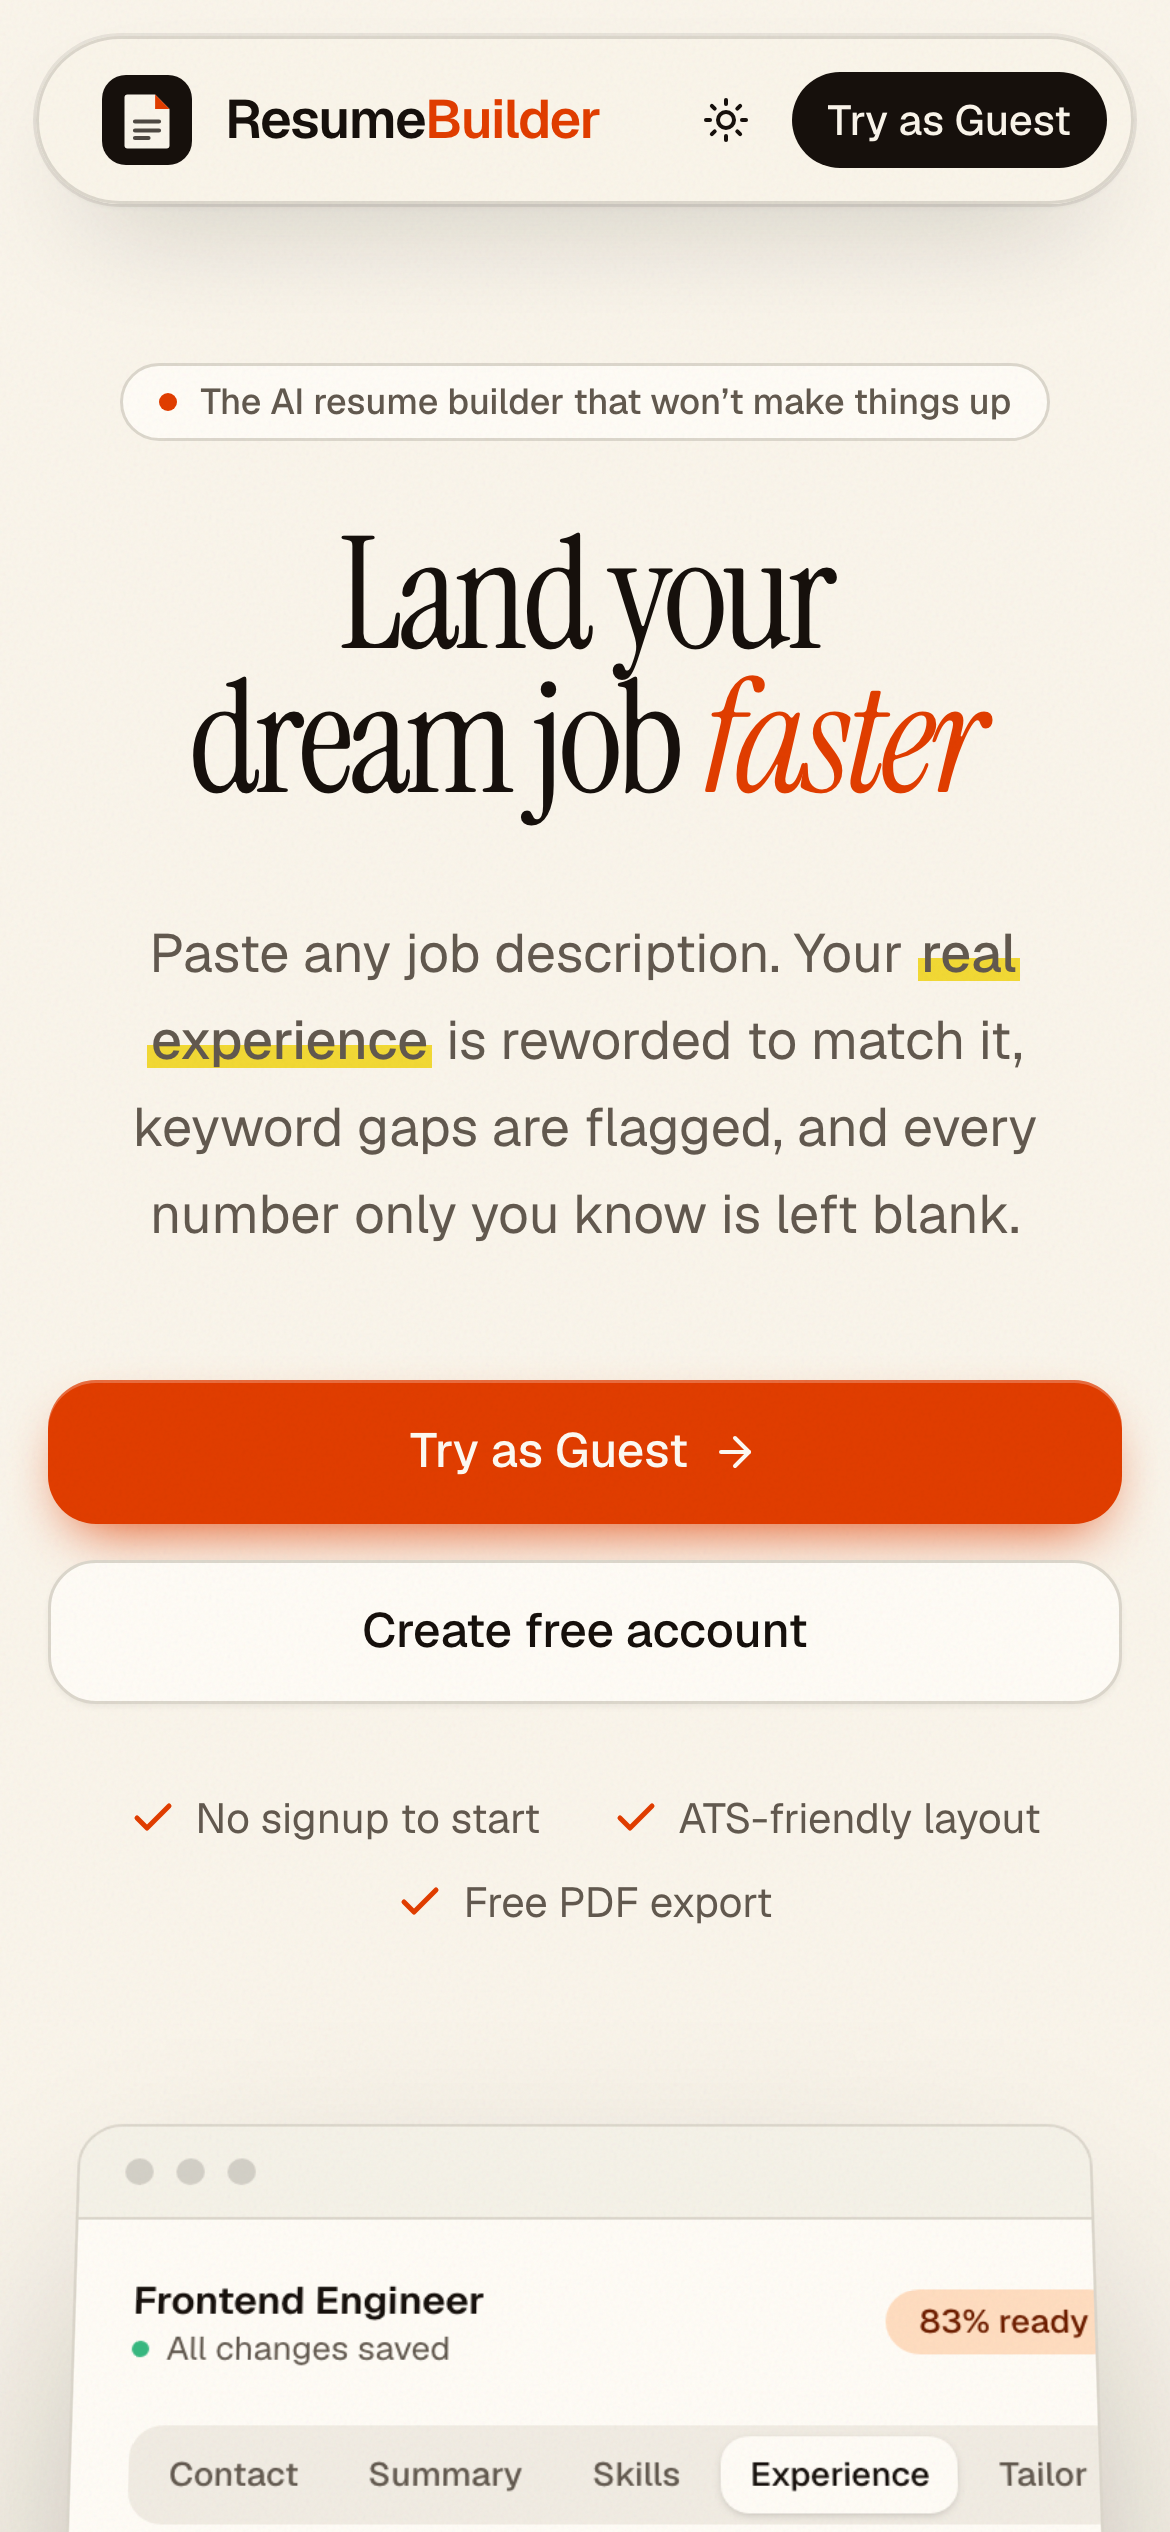 ResumeBuilder
Try as Guest
The AI resume builder that won’t make things up
Land your
dream job faster
Paste any job description. Your real
experience is reworded to match it,
keyword gaps are flagged, and every
number only you know is left blank.
Try as Guest →
Create free account
No signup to start
ATS-friendly layout
Free PDF export
Frontend Engineer
83% ready
All changes saved
Contact Summary Skills Experience Tailor